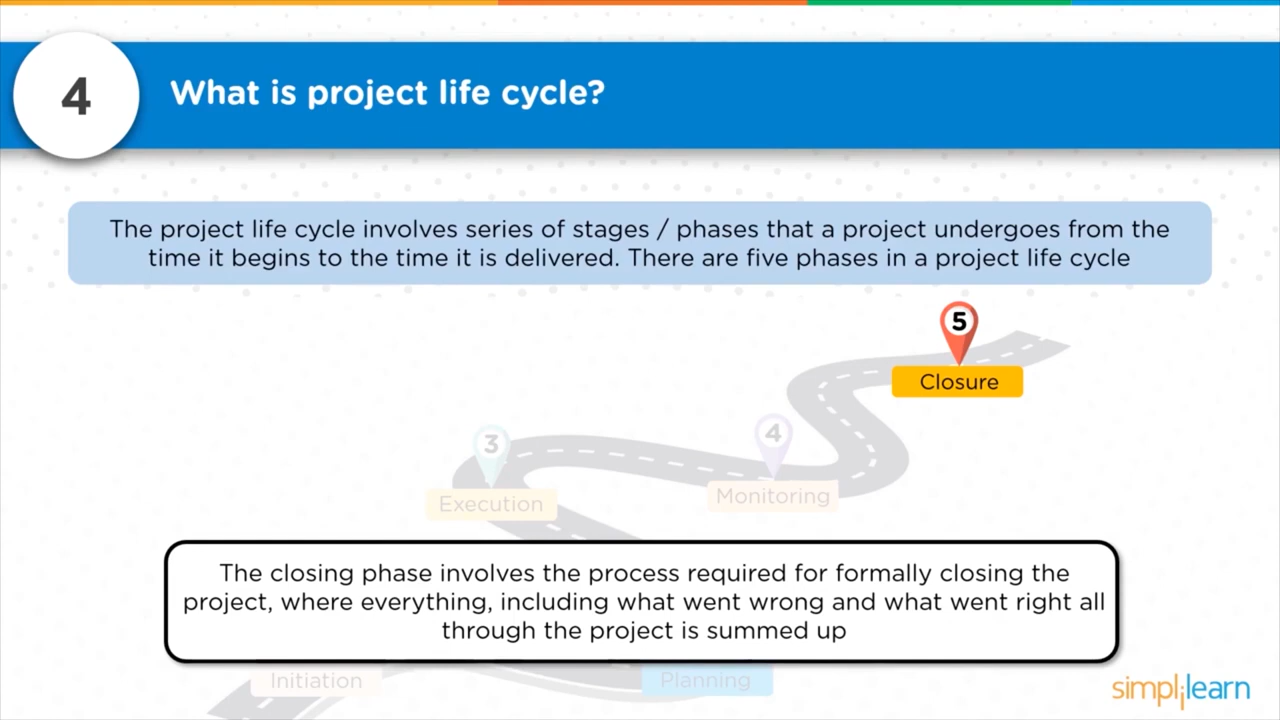 4
What is project life cycle?
The project life cycle involves series of stages / phases that a project undergoes from the
time it begins to the time it is delivered. There are five phases in a project life cycle
5
Closure
4
Monitoring
3
Execution
The closing phase involves the process required for formally closing the
project, where everything, including what went wrong and what went right all
through the project is summed up
Initiation
Planning
simplilearn